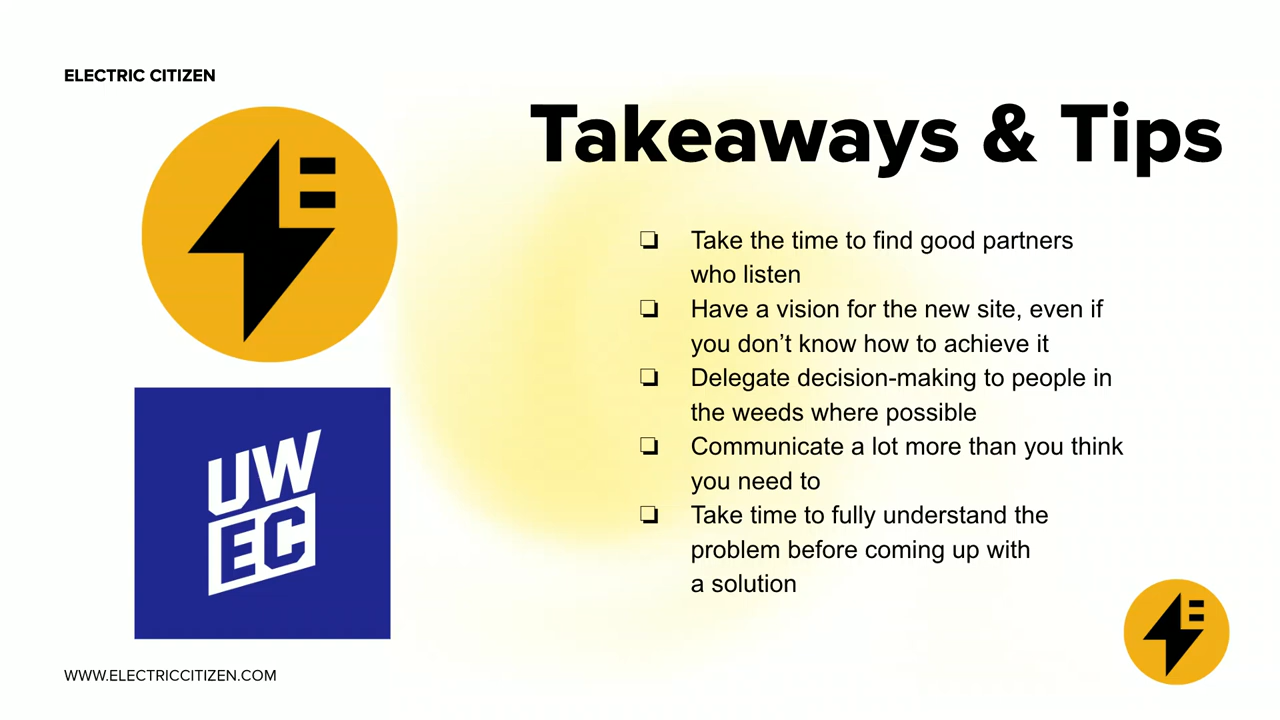 ELECTRIC CITIZEN
Takeaways & Tips
❏ Take the time to find good partners
who listen
❏ Have a vision for the new site, even if
you don’t know how to achieve it
❏ Delegate decision-making to people in
the weeds where possible
❏ Communicate a lot more than you think
you need to
❏ Take time to fully understand the
problem before coming up with
a solution
UW
EC
WWW.ELECTRICCITIZEN.COM